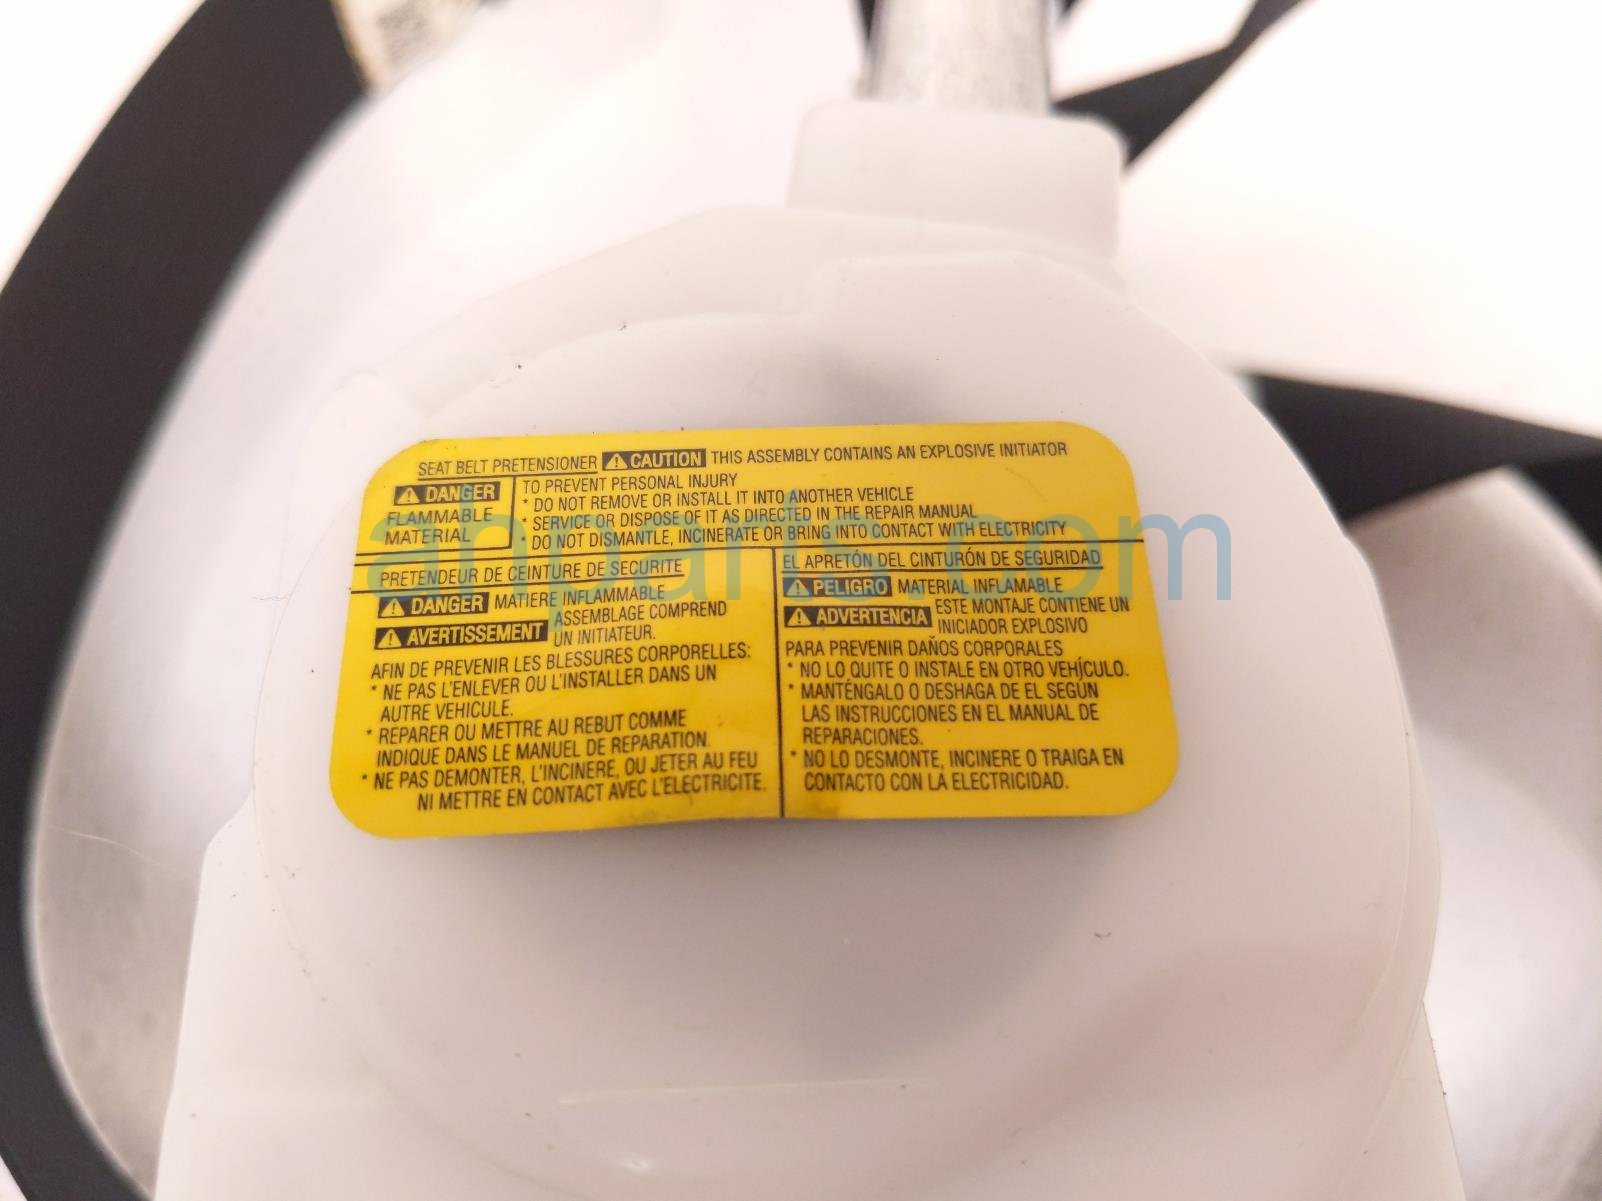 SEAT BELT PRETENSIONER ⚠ CAUTION THIS ASSEMBLY CONTAINS AN EXPLOSIVE INITIATOR
⚠ DANGER
FLAMMABLE
MATERIAL
TO PREVENT PERSONAL INJURY
* DO NOT REMOVE OR INSTALL IT INTO ANOTHER VEHICLE
* SERVICE OR DISPOSE OF IT AS DIRECTED IN THE REPAIR MANUAL
* DO NOT DISMANTLE, INCINERATE OR BRING INTO CONTACT WITH ELECTRICITY
PRETENDEUR DE CEINTURE DE SECURITE
⚠ DANGER MATIERE INFLAMMABLE
⚠ AVERTISSEMENT ASSEMBLAGE COMPREND
UN INITIATEUR.
AFIN DE PREVENIR LES BLESSURES CORPORELLES:
* NE PAS L'ENLEVER OU L'INSTALLER DANS UN
AUTRE VEHICULE.
* REPARER OU METTRE AU REBUT COMME
INDIQUE DANS LE MANUEL DE REPARATION.
* NE PAS DEMONTER, L'INCINERE, OU JETER AU FEU
NI METTRE EN CONTACT AVEC L'ELECTRICITE.
EL APRETÓN DEL CINTURÓN DE SEGURIDAD
⚠ PELIGRO MATERIAL INFLAMABLE
⚠ ADVERTENCIA ESTE MONTAJE CONTIENE UN
INICIADOR EXPLOSIVO
PARA PREVENIR DAÑOS CORPORALES
* NO LO QUITE O INSTALE EN OTRO VEHÍCULO.
* MANTÉNGALO O DESHAGA DE EL SEGÚN
LAS INSTRUCCIONES EN EL MANUAL DE
REPARACIONES.
* NO LO DESMONTE, INCINERE O TRAIGA EN
CONTACTO CON LA ELECTRICIDAD.
ahparts.com